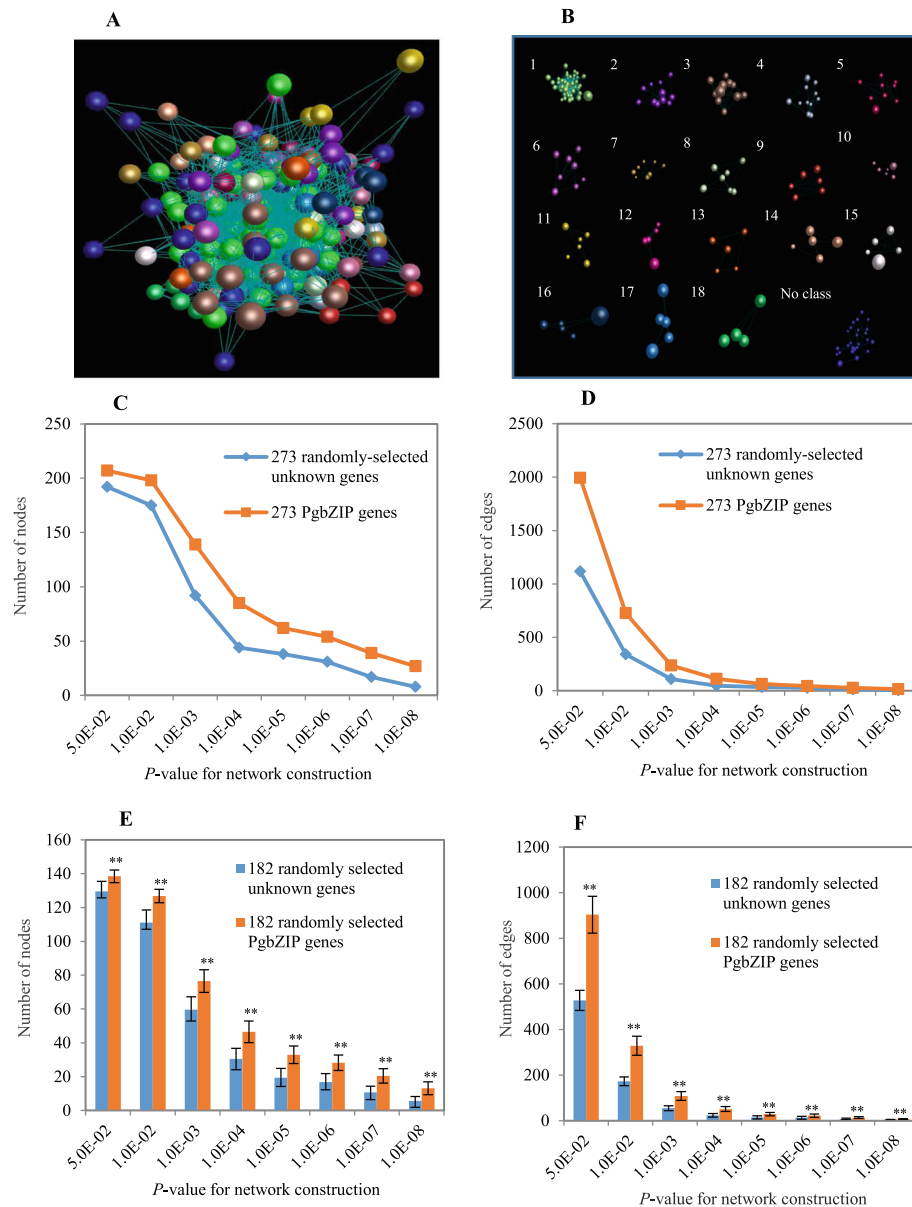 A
B
1 2 3 4 5
6 7 8 9 10
11 12 13 14 15
16 17 18 No class
C
250
200
150
100
50
0
Number of nodes
273 randomly-selected
unknown genes
273 PgbZIP genes
5.0E-02 1.0E-02 1.0E-03 1.0E-04 1.0E-05 1.0E-06 1.0E-07 1.0E-08
P-value for network construction
D
2500
2000
1500
1000
500
0
Number of edges
273 randomly-selected
unknown genes
273 PgbZIP genes
5.0E-02 1.0E-02 1.0E-03 1.0E-04 1.0E-05 1.0E-06 1.0E-07 1.0E-08
P-value for network construction
E
160
140
120
100
80
60
40
20
0
Number of nodes
182 randomly selected
unknown genes
182 randomly selected
PgbZIP genes
** ** ** ** ** ** ** **
5.0E-02 1.0E-02 1.0E-03 1.0E-04 1.0E-05 1.0E-06 1.0E-07 1.0E-08
P-value for network construction
F
1200
1000
800
600
400
200
0
Number of edges
182 randomly selected
unknown genes
182 randomly selected
PgbZIP genes
** ** ** ** ** ** ** **
5.0E-02 1.0E-02 1.0E-03 1.0E-04 1.0E-05 1.0E-06 1.0E-07 1.0E-08
P-value for network construction